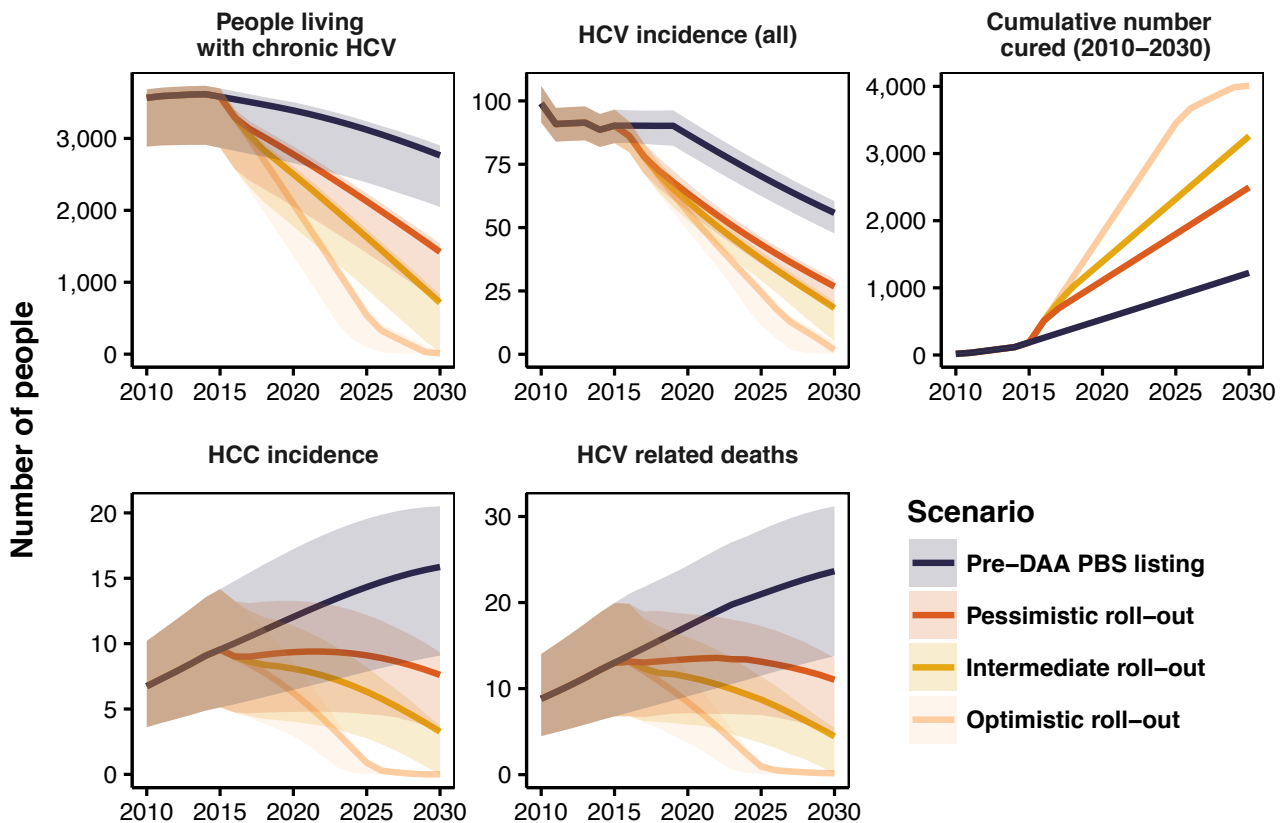 People living
with chronic HCV
HCV incidence (all)
Cumulative number
cured (2010–2030)
Number of people
3,000
2,000
1,000
0
2010 2015 2020 2025 2030
100
75
50
25
0
2010 2015 2020 2025 2030
4,000
3,000
2,000
1,000
0
2010 2015 2020 2025 2030
HCC incidence
HCV related deaths
20
15
10
5
0
2010 2015 2020 2025 2030
30
20
10
0
2010 2015 2020 2025 2030
Scenario
Pre−DAA PBS listing
Pessimistic roll−out
Intermediate roll−out
Optimistic roll−out